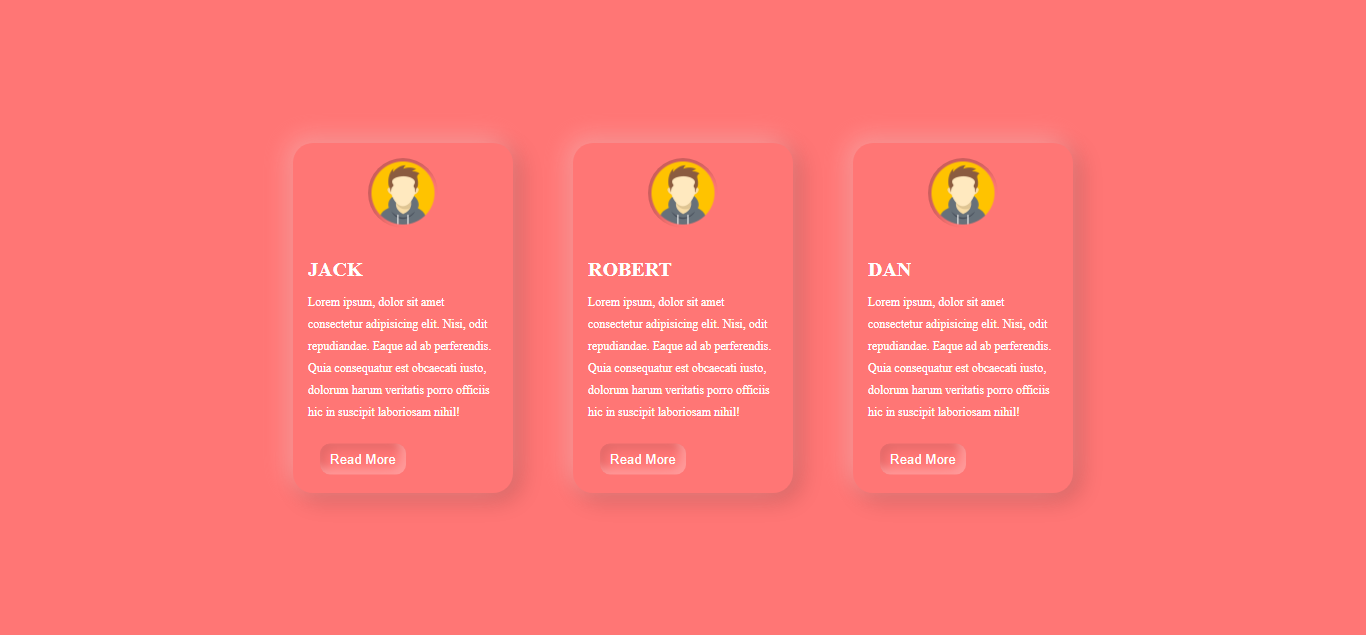 JACK
Lorem ipsum, dolor sit amet
consectetur adipisicing elit. Nisi, odit
repudiandae. Eaque ad ab perferendis.
Quia consequatur est obcaecati iusto,
dolorum harum veritatis porro officiis
hic in suscipit laboriosam nihil!
Read More
ROBERT
Lorem ipsum, dolor sit amet
consectetur adipisicing elit. Nisi, odit
repudiandae. Eaque ad ab perferendis.
Quia consequatur est obcaecati iusto,
dolorum harum veritatis porro officiis
hic in suscipit laboriosam nihil!
Read More
DAN
Lorem ipsum, dolor sit amet
consectetur adipisicing elit. Nisi, odit
repudiandae. Eaque ad ab perferendis.
Quia consequatur est obcaecati iusto,
dolorum harum veritatis porro officiis
hic in suscipit laboriosam nihil!
Read More